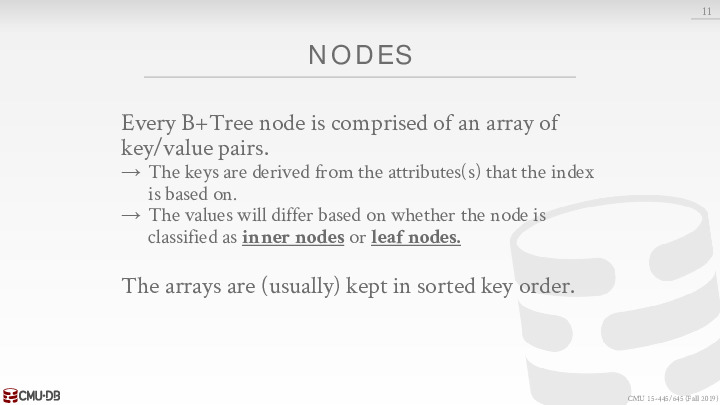 11
NODES
Every B+Tree node is comprised of an array of
key/value pairs.
→ The keys are derived from the attributes(s) that the index
is based on.
→ The values will differ based on whether the node is
classified as inner nodes or leaf nodes.
The arrays are (usually) kept in sorted key order.
CMU·DB
CMU 15-445/645 (Fall 2019)